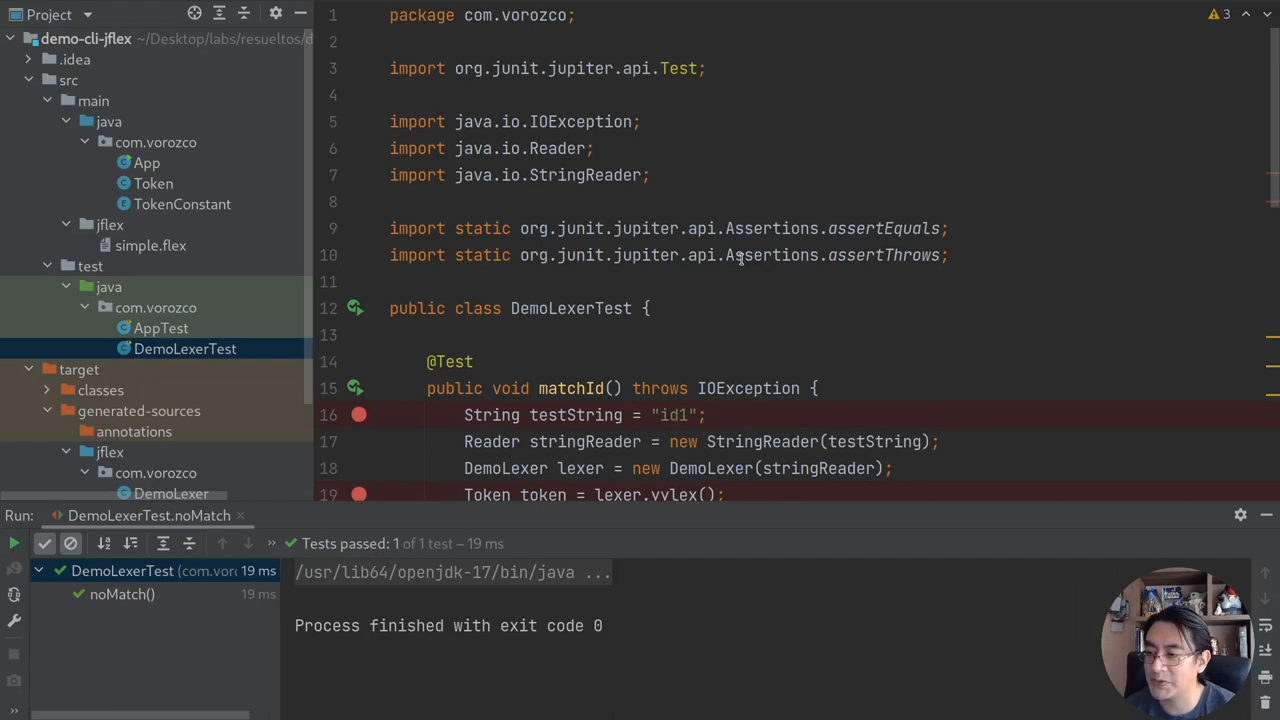 Project
demo-cli-jflex ~/Desktop/labs/resueltos/d
.idea
src
main
java
com.vorozco
App
Token
TokenConstant
jflex
simple.flex
test
java
com.vorozco
AppTest
DemoLexerTest
target
classes
generated-sources
annotations
jflex
com.vorozco
DemoLexer
1 package com.vorozco;
2
3 import org.junit.jupiter.api.Test;
4
5 import java.io.IOException;
6 import java.io.Reader;
7 import java.io.StringReader;
8
9 import static org.junit.jupiter.api.Assertions.assertEquals;
10 import static org.junit.jupiter.api.Assertions.assertThrows;
11
12 public class DemoLexerTest {
13
14 @Test
15 public void matchId() throws IOException {
16 String testString = "id1";
17 Reader stringReader = new StringReader(testString);
18 DemoLexer lexer = new DemoLexer(stringReader);
19 Token token = lexer.yylex();
3
Run: DemoLexerTest.noMatch
Tests passed: 1 of 1 test – 19 ms
DemoLexerTest (com.voroz 19 ms
noMatch() 19 ms
/usr/lib64/openjdk-17/bin/java ...
Process finished with exit code 0